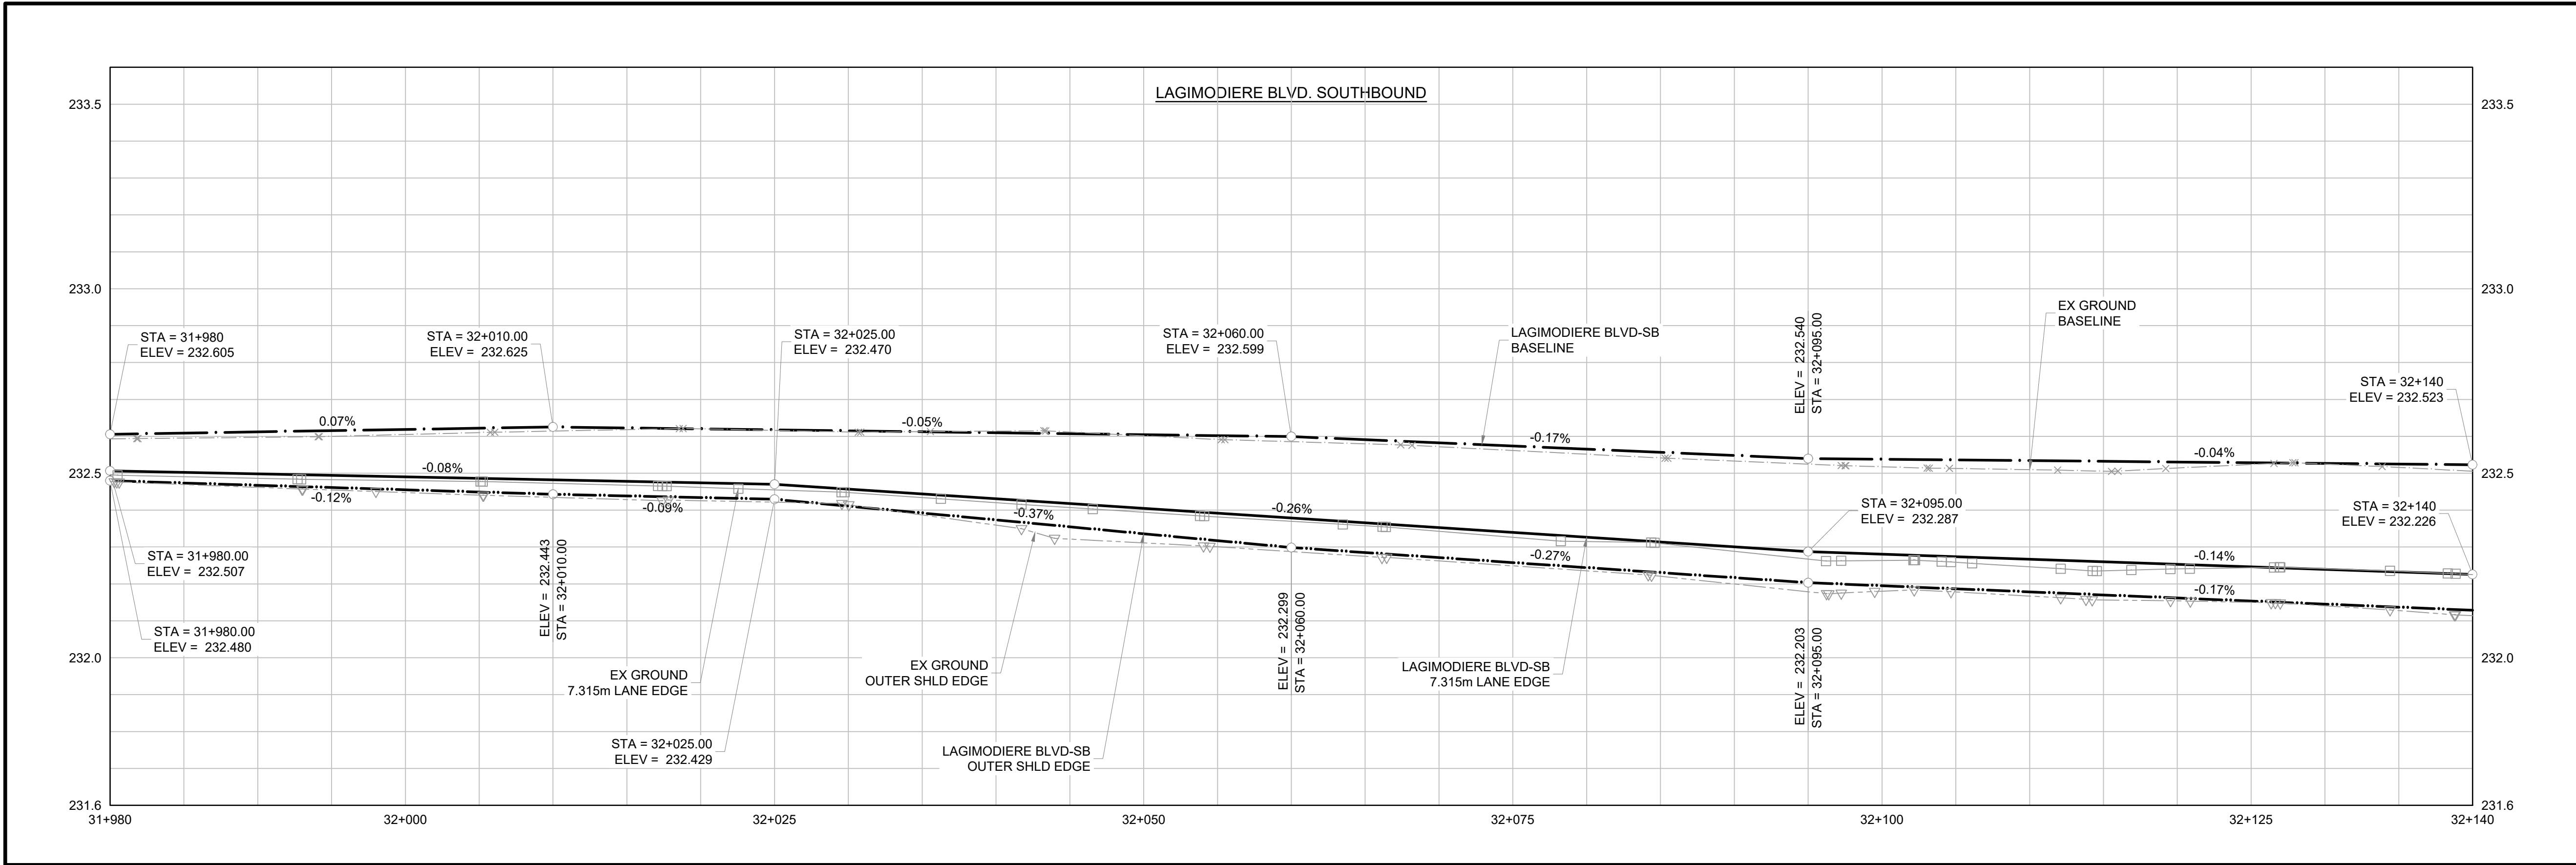 LAGIMODIERE BLVD. SOUTHBOUND
233.5
233.5
233.0
233.0
EX GROUND
BASELINE
STA = 31+980
ELEV = 232.605
STA = 32+010.00
ELEV = 232.625
STA = 32+025.00
ELEV = 232.470
STA = 32+060.00
ELEV = 232.599
LAGIMODIERE BLVD-SB
BASELINE
ELEV = 232.540
STA = 32+095.00
STA = 32+140
ELEV = 232.523
0.07%
-0.05%
-0.17%
-0.04%
232.5
232.5
-0.08%
-0.12%
-0.09%
-0.37%
-0.26%
-0.27%
-0.14%
-0.17%
STA = 32+095.00
ELEV = 232.287
STA = 32+140
ELEV = 232.226
STA = 31+980.00
ELEV = 232.507
ELEV = 232.443
STA = 32+010.00
STA = 31+980.00
ELEV = 232.480
ELEV = 232.299
STA = 32+060.00
ELEV = 232.203
STA = 32+095.00
232.0
232.0
EX GROUND
7.315m LANE EDGE
EX GROUND
OUTER SHLD EDGE
LAGIMODIERE BLVD-SB
7.315m LANE EDGE
STA = 32+025.00
ELEV = 232.429
LAGIMODIERE BLVD-SB
OUTER SHLD EDGE
231.6
231.6
31+980
32+000
32+025
32+050
32+075
32+100
32+125
32+140